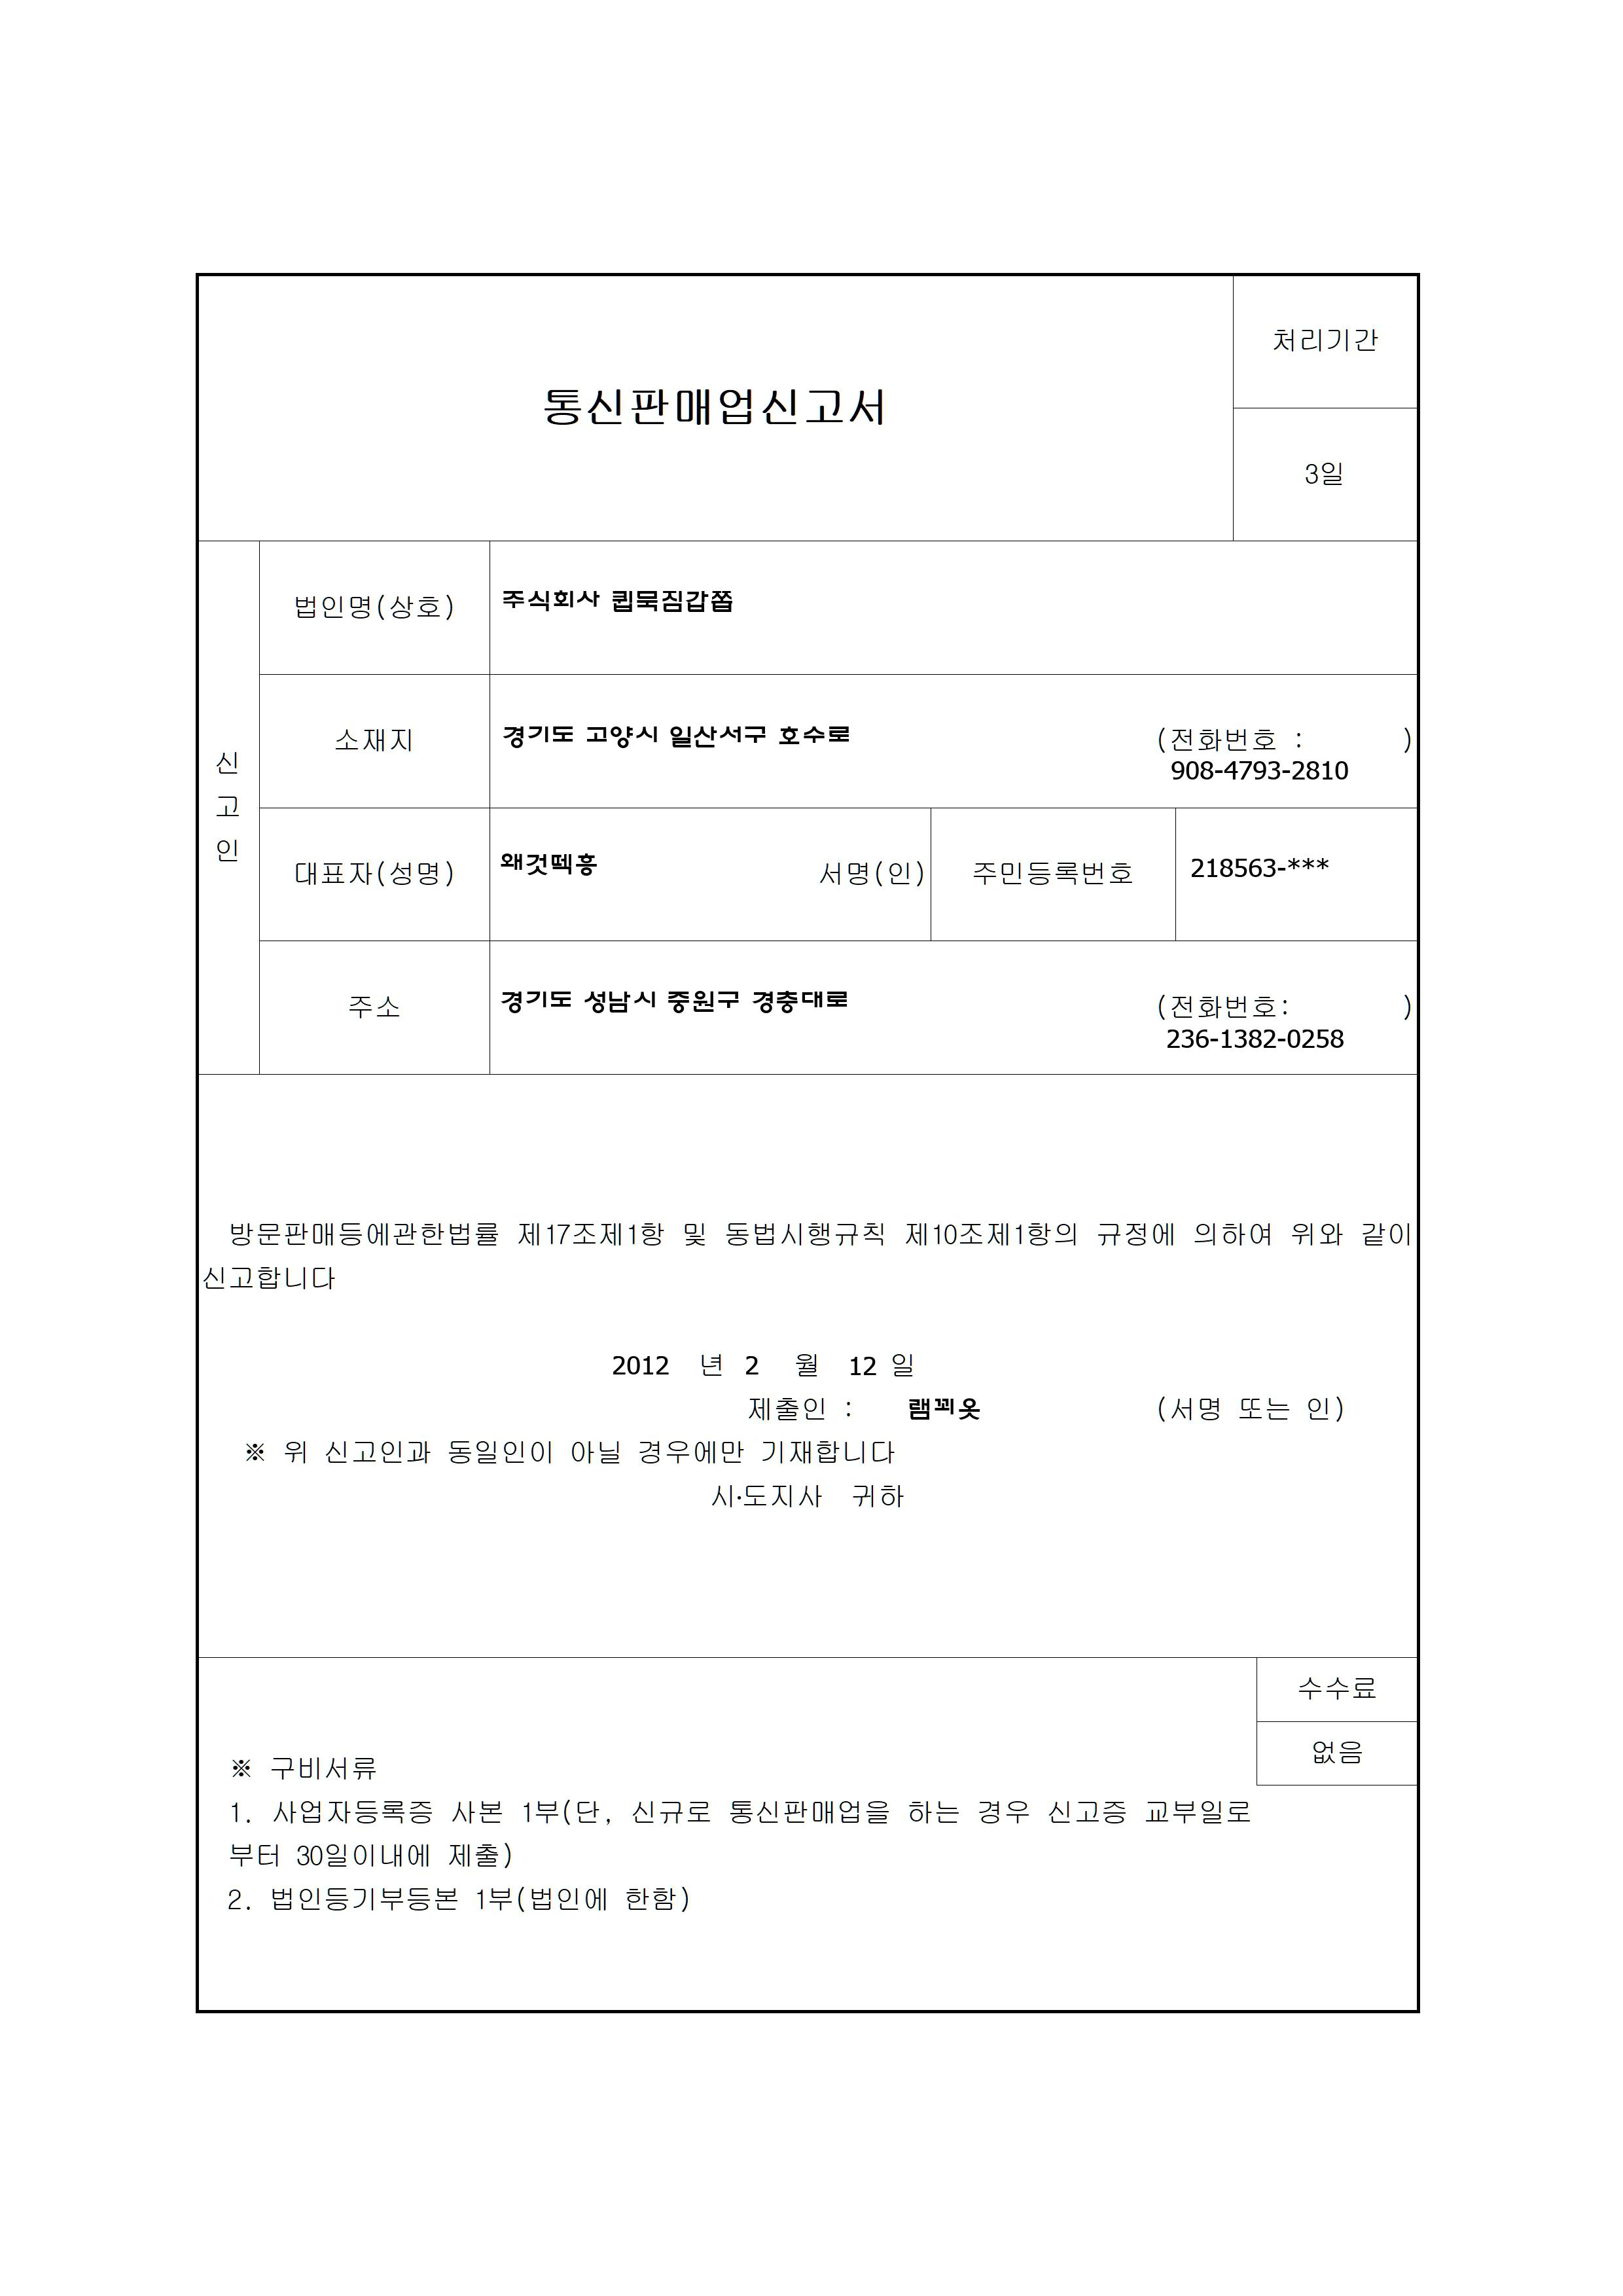 통신판매업신고서
처리기간
3일
신고인
법인명(상호)
주식회사 큅묵짐갑쫍
소재지
경기도 고양시 일산서구 호수로
(전화번호 : )
908-4793-2810
대표자(성명)
왜것떽흥
서명(인)
주민등록번호
218563-***
주소
경기도 성남시 중원구 경충대로
(전화번호: )
236-1382-0258
방문판매등에관한법률 제17조제1항 및 동법시행규칙 제10조제1항의 규정에 의하여 위와 같이
신고합니다
2012 년 2 월 12 일
제출인 : 램꾀옷 (서명 또는 인)
※ 위 신고인과 동일인이 아닐 경우에만 기재합니다
시·도지사 귀하
수수료
없음
※ 구비서류
1. 사업자등록증 사본 1부(단, 신규로 통신판매업을 하는 경우 신고증 교부일로
부터 30일이내에 제출)
2. 법인등기부등본 1부(법인에 한함)